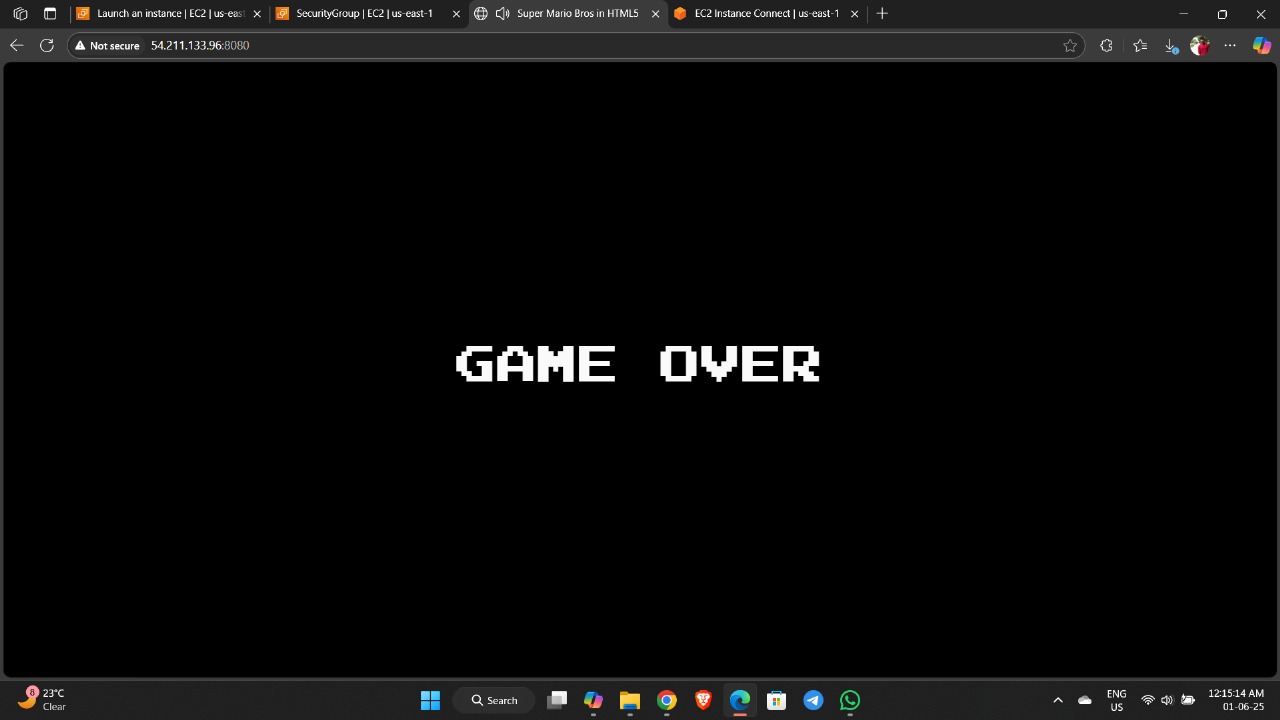 Launch an instance | EC2 | us-east
SecurityGroup | EC2 | us-east-1
Super Mario Bros in HTML5
EC2 Instance Connect | us-east-1
Not secure
54.211.133.96:8080
GAME OVER
8
23°C
Clear
Search
ENG
US
12:15:14 AM
01-06-25